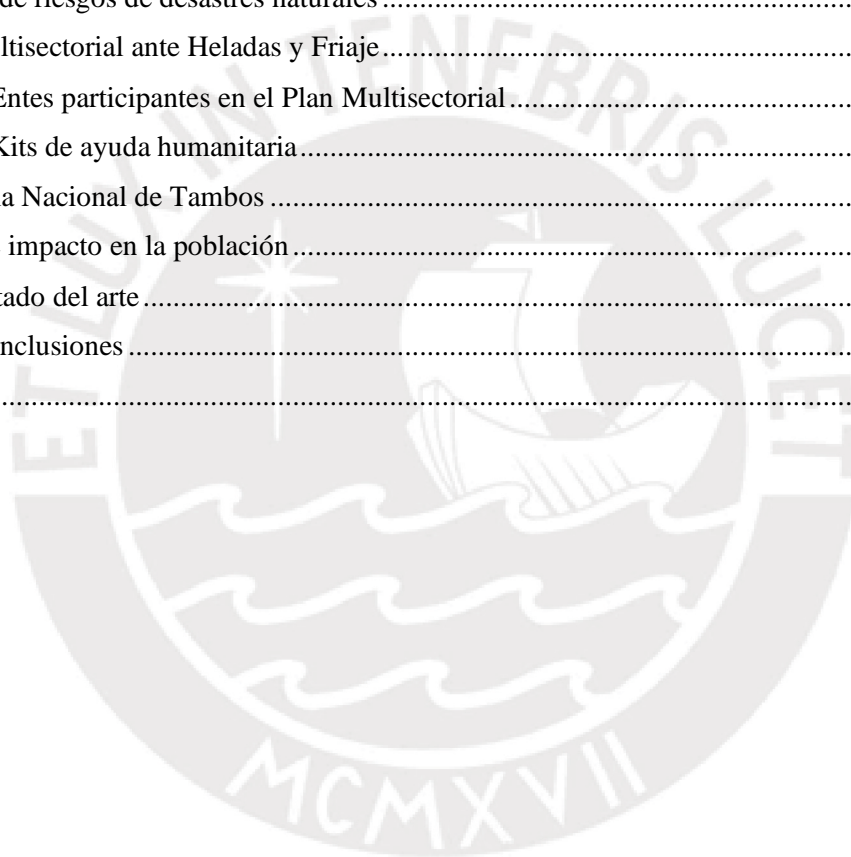 de riesgos de desastres naturales........................................
ltisectorial ante Heladas y Friaje........................................
Entes participantes en el Plan Multisectorial........................................
Kits de ayuda humanitaria........................................
a Nacional de Tambos........................................
impacto en la población........................................
tado del arte........................................
nclusiones........................................
........................................
ET LUX IN TENEBRIS LUCET
MCMXVII